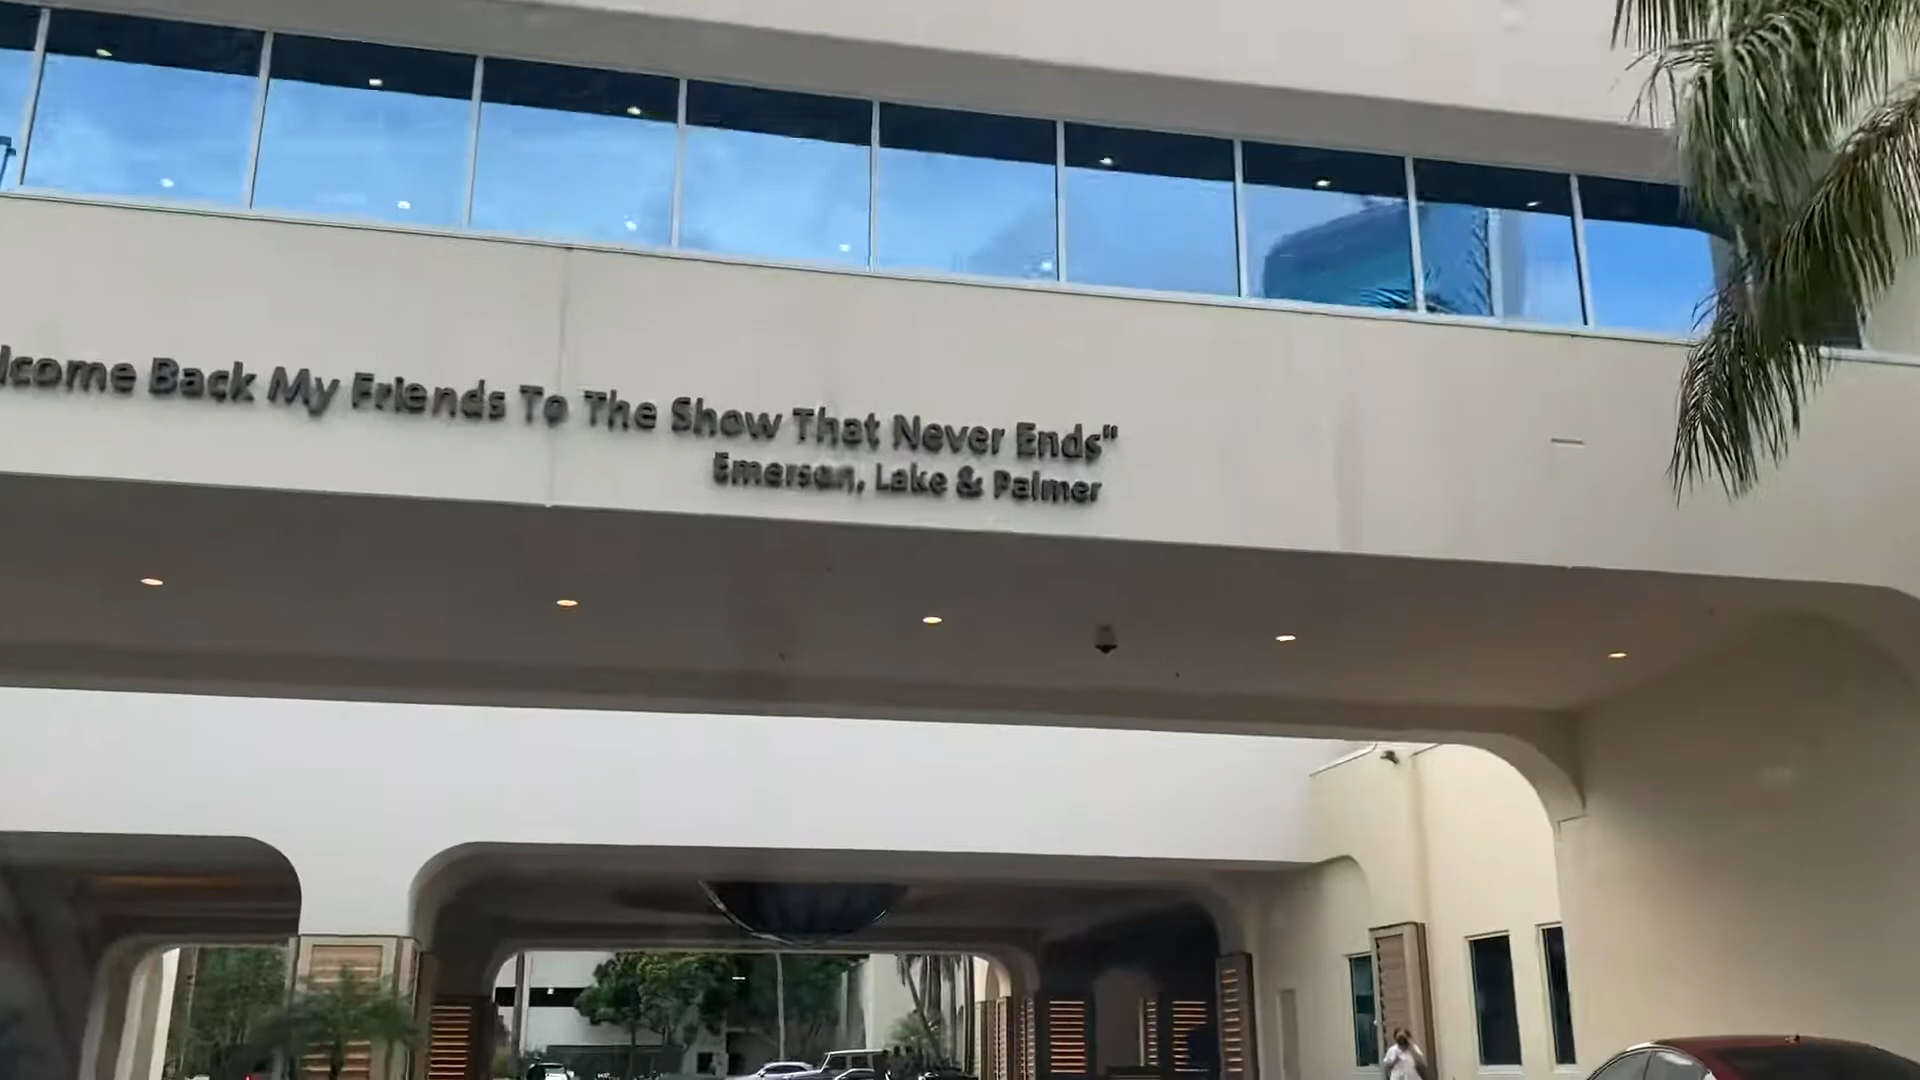 lcome Back My Friends To The Show That Never Ends"
Emerson, Lake & Palmer